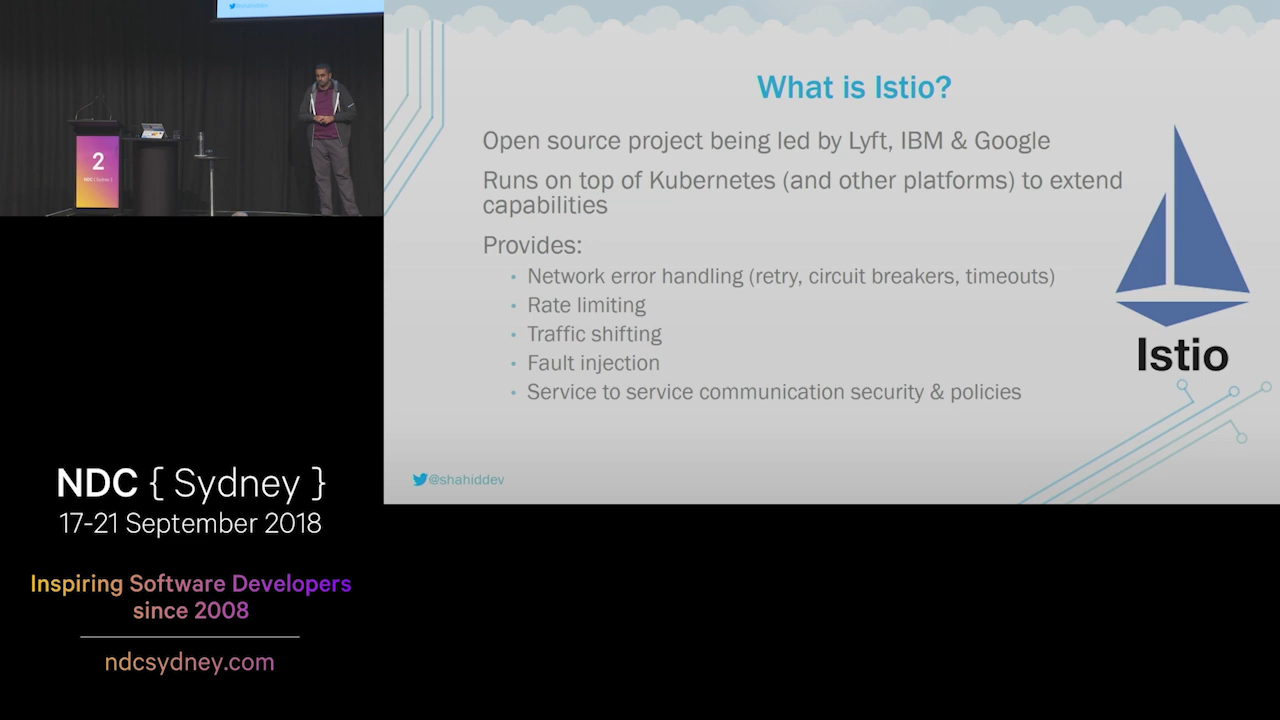 @shahiddev
2
NDC { Sydney }
What is Istio?
Open source project being led by Lyft, IBM & Google
Runs on top of Kubernetes (and other platforms) to extend
capabilities
Provides:
• Network error handling (retry, circuit breakers, timeouts)
• Rate limiting
• Traffic shifting
• Fault injection
• Service to service communication security & policies
Istio
@shahiddev
NDC { Sydney }
17-21 September 2018
Inspiring Software Developers
since 2008
ndcsydney.com